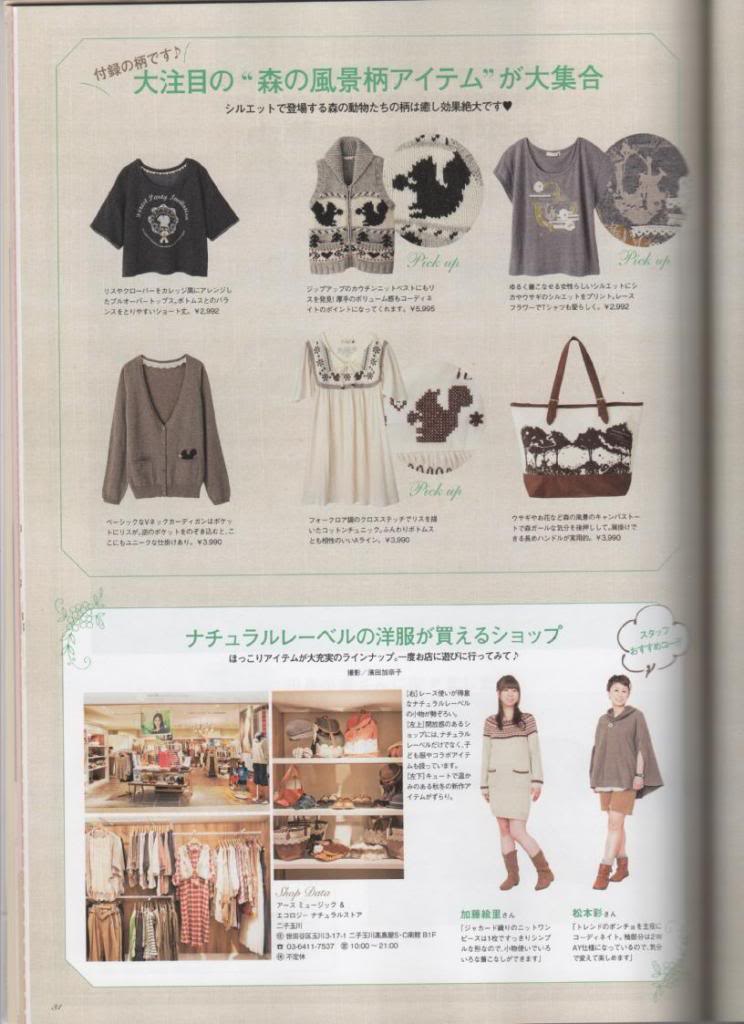 付録の柄です♪
大注目の“森の風景柄アイテム”が大集合
シルエットで登場する森の動物たちの柄は癒し効果絶大です♥
Pick up
Pick up
リスやクローバーをカレッジ風にアレンジし
たプルオーバートップス。ボトムスとのバラ
ンスをとりやすいショート丈。￥2,992
ジップアップのカウチンニットベストにもリ
スを発見！厚手のボリューム感もコーディネ
イトのポイントになってくれます。￥5,995
ゆるく着こなせる女性らしいシルエットにシ
カやウサギのシルエットをプリント。レース
フラワーでTシャツも愛らしく。￥2,992
Pick up
ベーシックなVネックカーディガンはポケッ
トにリスが。逆のポケットをのぞき込むと、こ
こにもユニークな仕掛けあり。￥3,990
フォークロア調のクロスステッチでリスを描
いたコットンチュニック。ふんわりボトムス
とも相性のいいAライン。￥3,990
ウサギやお花など森の風景のキャンバストー
トで森ガールな気分を後押しして。肩掛けで
きる長めハンドルが実用的。￥3,990
ナチュラルレーベルの洋服が買えるショップ
ほっこりアイテムが大充実のラインナップ。一度お店に遊びに行ってみて♪
撮影／濱田加奈子
スタッフ
おすすめコーデ
[右]レース使いが得意
なナチュラルレーベル
の小物が勢ぞろい。
[左上]開放感のあるシ
ョップには、ナチュラル
レーベルだけでなく、子
ども服やコラボアイテ
ムも扱っています。
[左下]キュートで温か
みのある秋冬の新作ア
イテムがずらり。
Shop Data
アース ミュージック &
エコロジー ナチュラルストア
二子玉川
㊟世田谷区玉川3-17-1 二子玉川髙島屋S・C南館 B1F
☎03-6411-7537 ㊡10:00～21:00
㊡不定休
加藤絵里さん
「ジャカード織りのニットワン
ピースは1枚ですっきりシンプ
ルな形なので、小物使いでいろ
いろな着こなしができます」
松本彩さん
「トレンドのポンチョを主役に
コーディネイト。袖部分は2W
AY仕様になっているので、気分
で変えて楽しめます」
34